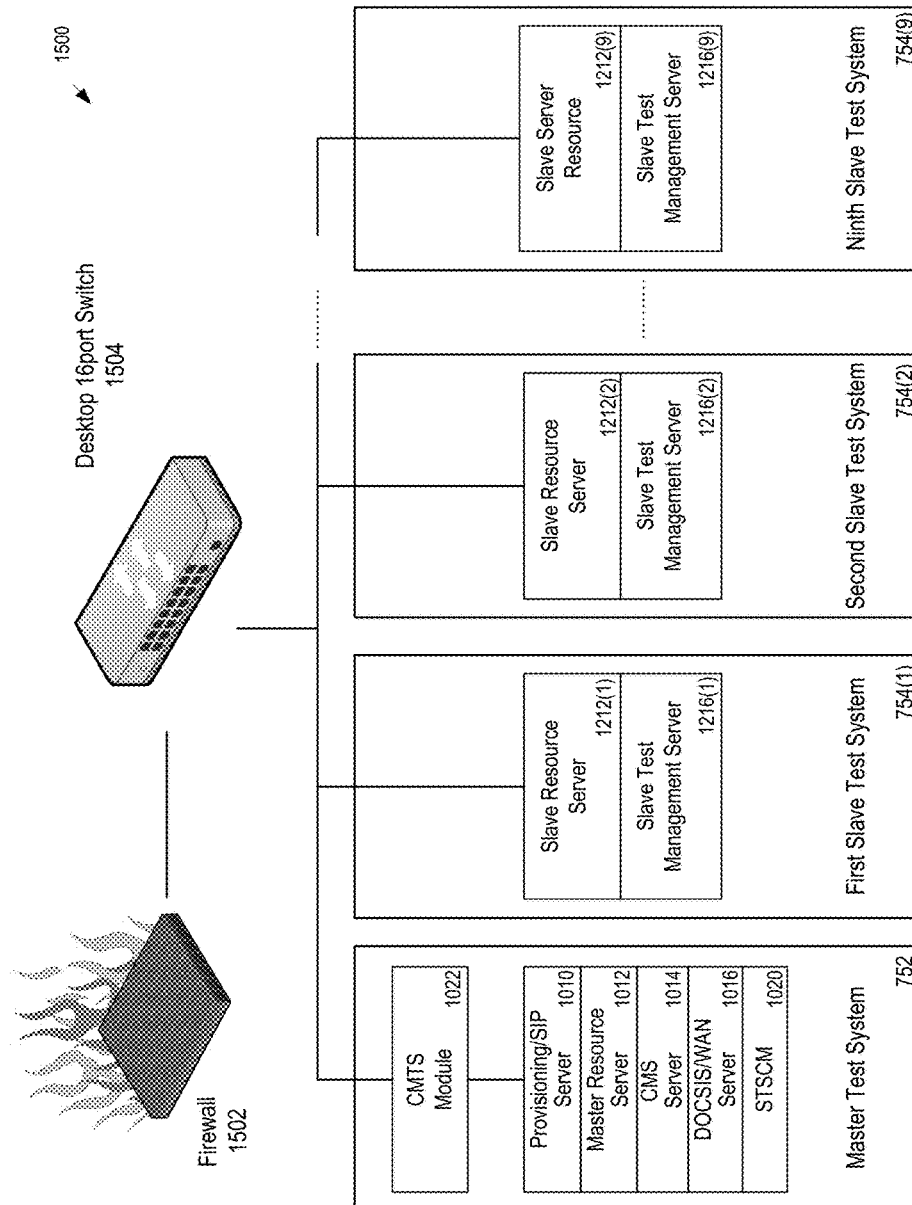 1500
Desktop 16port Switch
1504
Firewall
1502
CMTS
Module
1022
Provisioning/SIP
Server
1010
Master Resource
Server
1012
CMS
Server
1014
DOCSIS/WAN
Server
1016
STSCM
1020
Master Test System
752
Slave Resource
Server
1212(1)
Slave Test
Management Server
1216(1)
First Slave Test System
754(1)
Slave Resource
Server
1212(2)
Slave Test
Management Server
1216(2)
Second Slave Test System
754(2)
Slave Server
Resource
1212(9)
Slave Test
Management Server
1216(9)
Ninth Slave Test System
754(9)